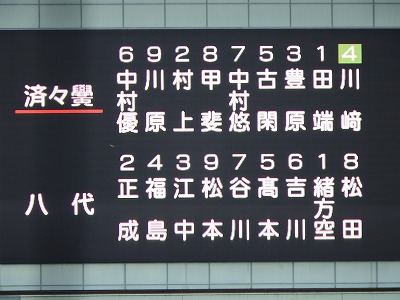 済々黌
6 9 2 8 7 5 3 1 4
中村優 川原 村上 甲斐 中村悠 古閑 豊原 田端 川崎
八代
2 4 3 9 7 5 6 1 8
正成 福島 江中 松本 谷川 髙本 吉川 緒方空 松田